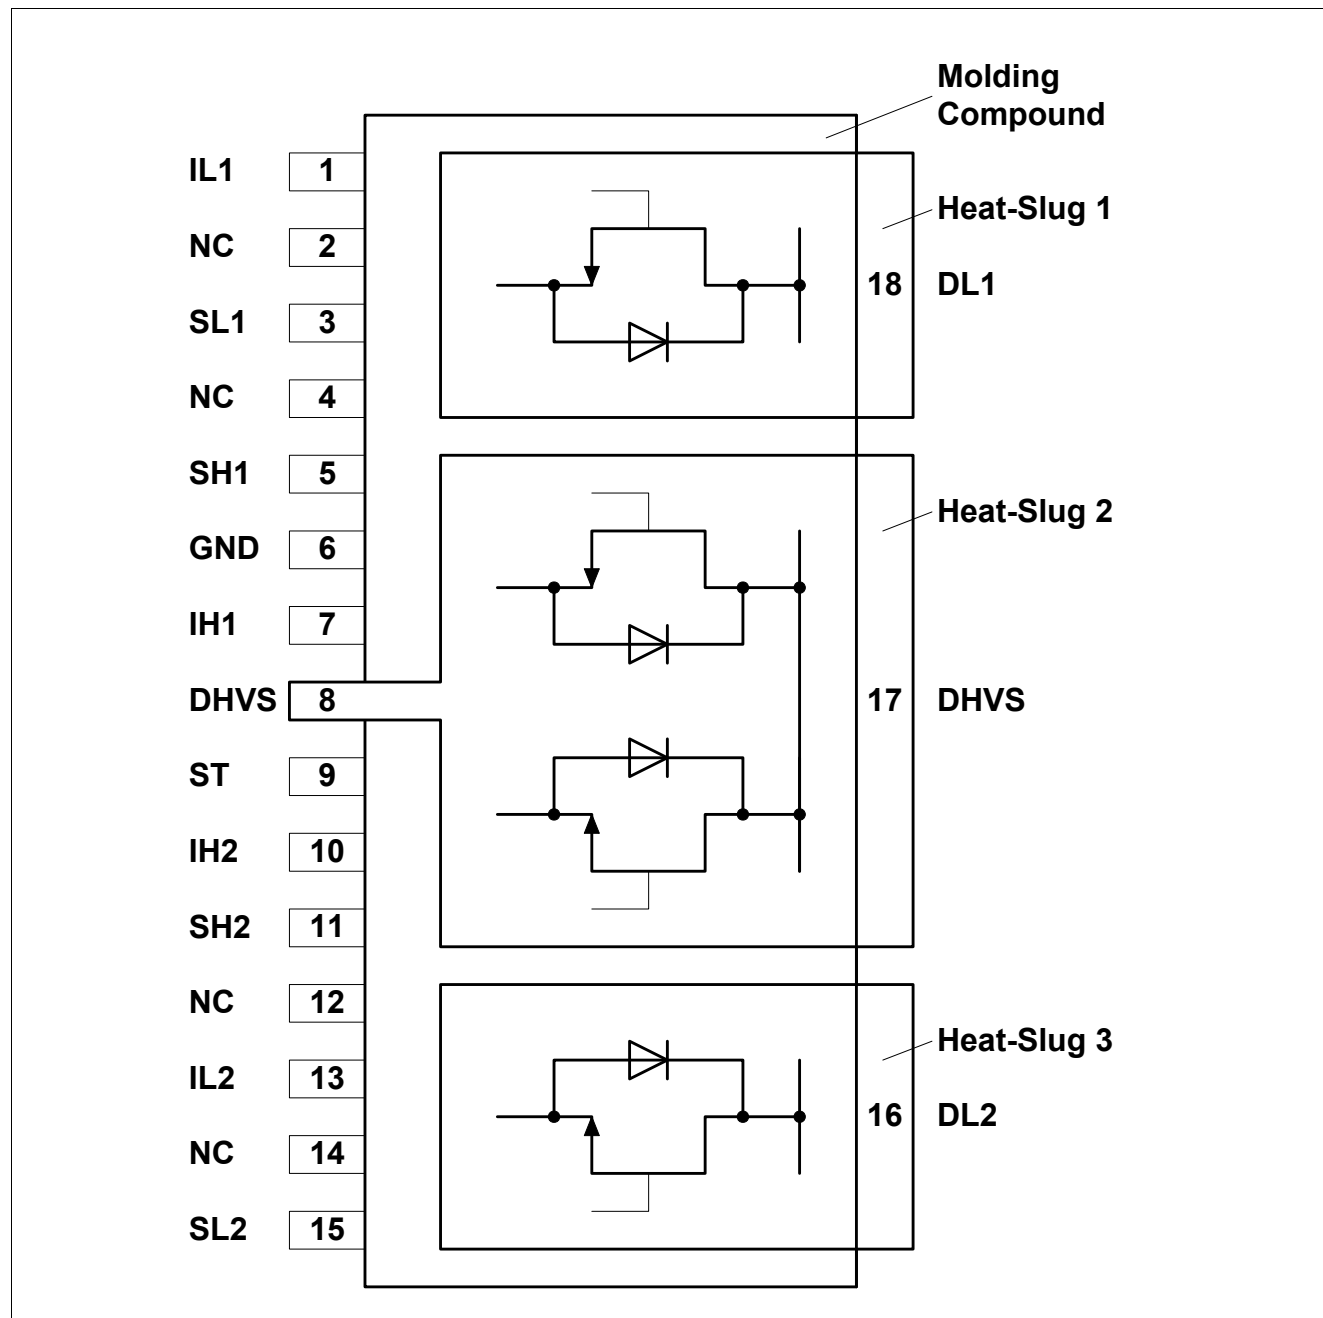 Molding
Compound
IL1 1
Heat-Slug 1
NC 2
18 DL1
SL1 3
NC 4
SH1 5
Heat-Slug 2
GND 6
IH1 7
DHVS 8 17 DHVS
ST 9
IH2 10
SH2 11
NC 12
Heat-Slug 3
IL2 13
16 DL2
NC 14
SL2 15